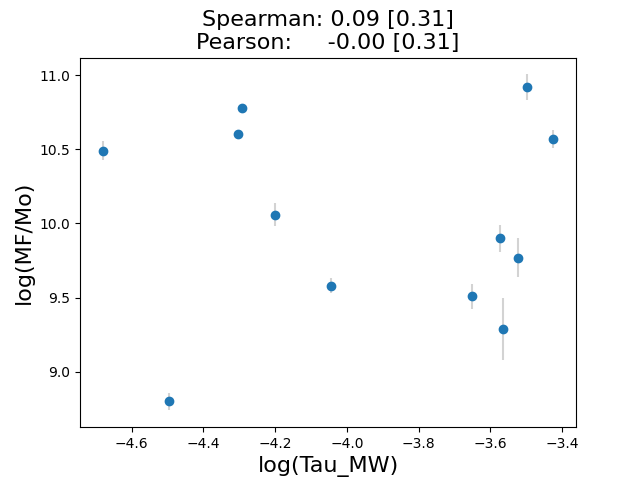 Spearman: 0.09 [0.31]
Pearson: -0.00 [0.31]
11.0
10.5
10.0
9.5
9.0
log(MF/Mo)
−4.6 −4.4 −4.2 −4.0 −3.8 −3.6 −3.4
log(Tau_MW)